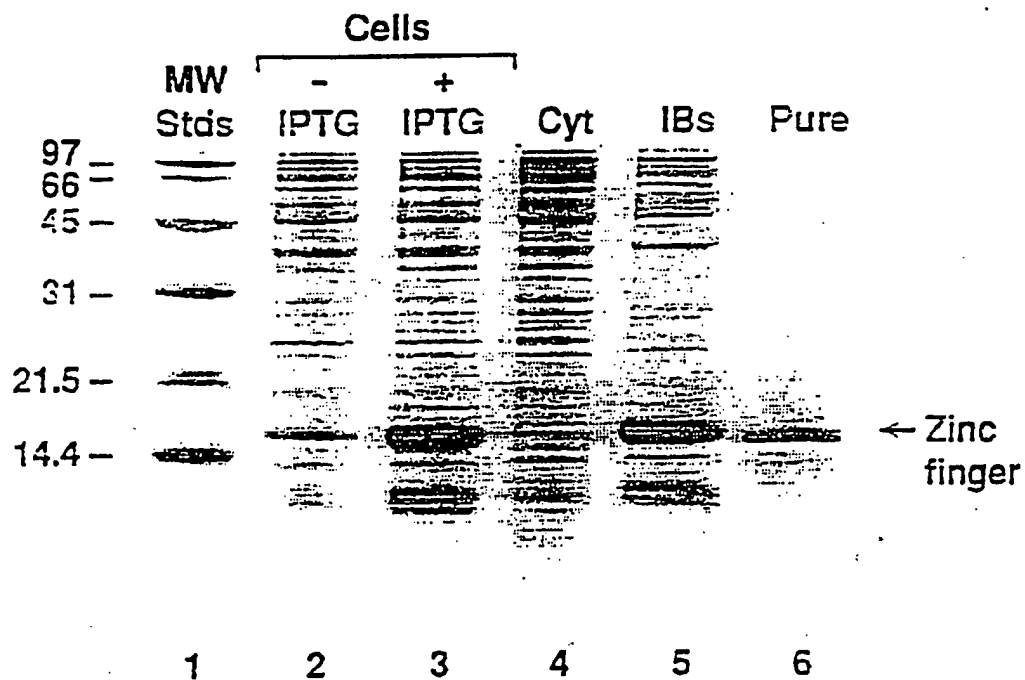 Cells
MW - +
Stds IPTG IPTG Cyt IBs Pure
97
66
45
31
21.5
14.4
← Zinc
finger
1 2 3 4 5 6